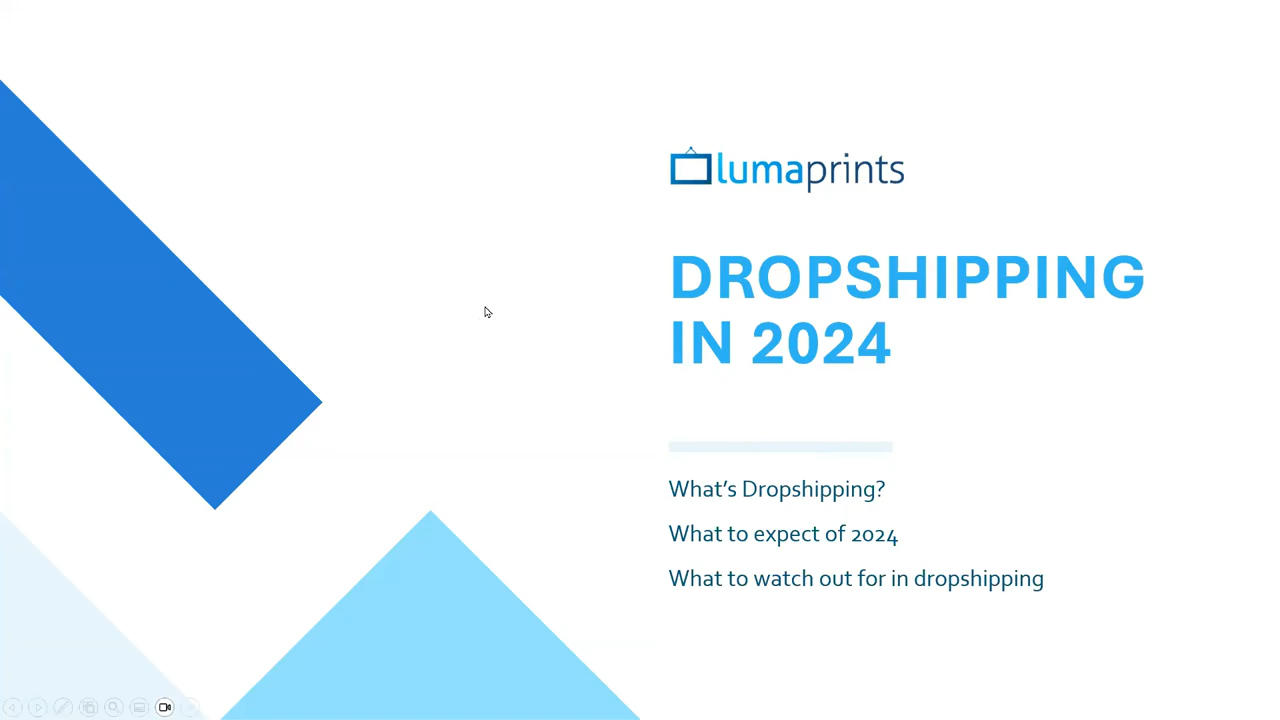 lumaprints
DROPSHIPPING
IN 2024
What's Dropshipping?
What to expect of 2024
What to watch out for in dropshipping